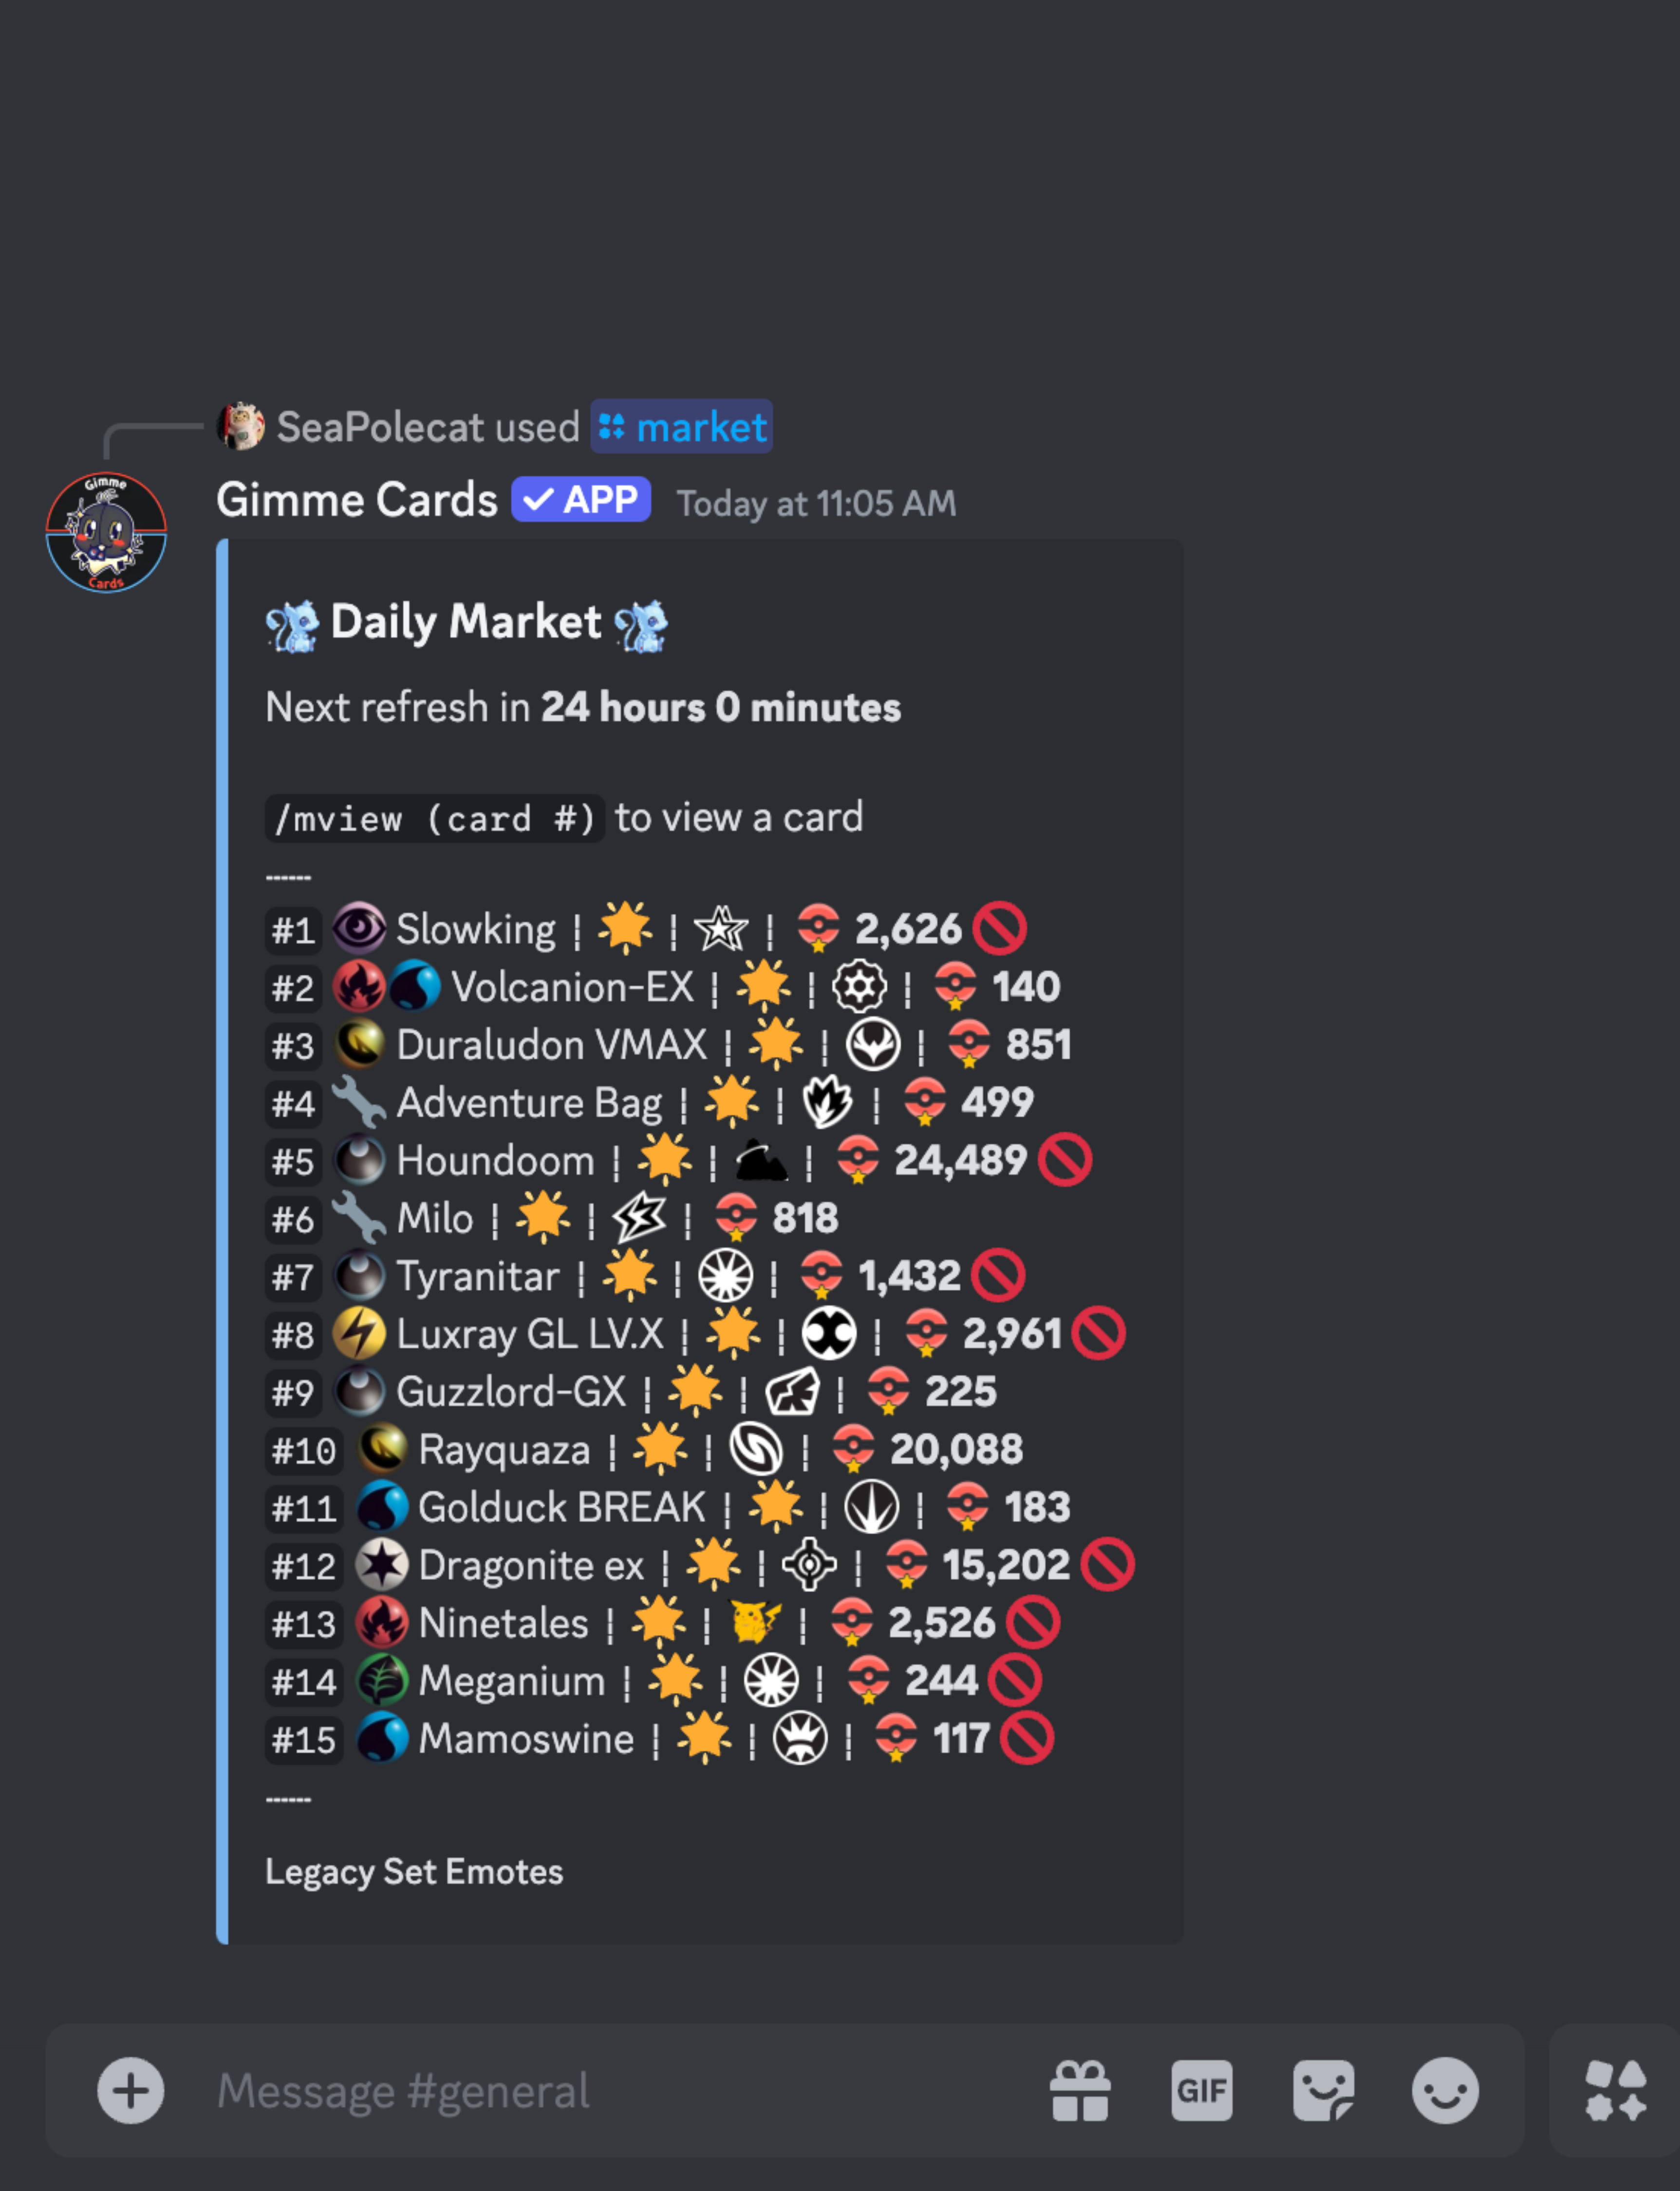 SeaPolecat used market
Gimme Cards
Gimme Cards APP Today at 11:05 AM
Daily Market
Next refresh in 24 hours 0 minutes
/mview (card #) to view a card
------
#1 Slowking | | | 2,626
#2 Volcanion-EX | | | 140
#3 Duraludon VMAX | | | 851
#4 Adventure Bag | | | 499
#5 Houndoom | | | 24,489
#6 Milo | | | 818
#7 Tyranitar | | | 1,432
#8 Luxray GL LV.X | | | 2,961
#9 Guzzlord-GX | | | 225
#10 Rayquaza | | | 20,088
#11 Golduck BREAK | | | 183
#12 Dragonite ex | | | 15,202
#13 Ninetales | | | 2,526
#14 Meganium | | | 244
#15 Mamoswine | | | 117
------
Legacy Set Emotes
Message #general GIF